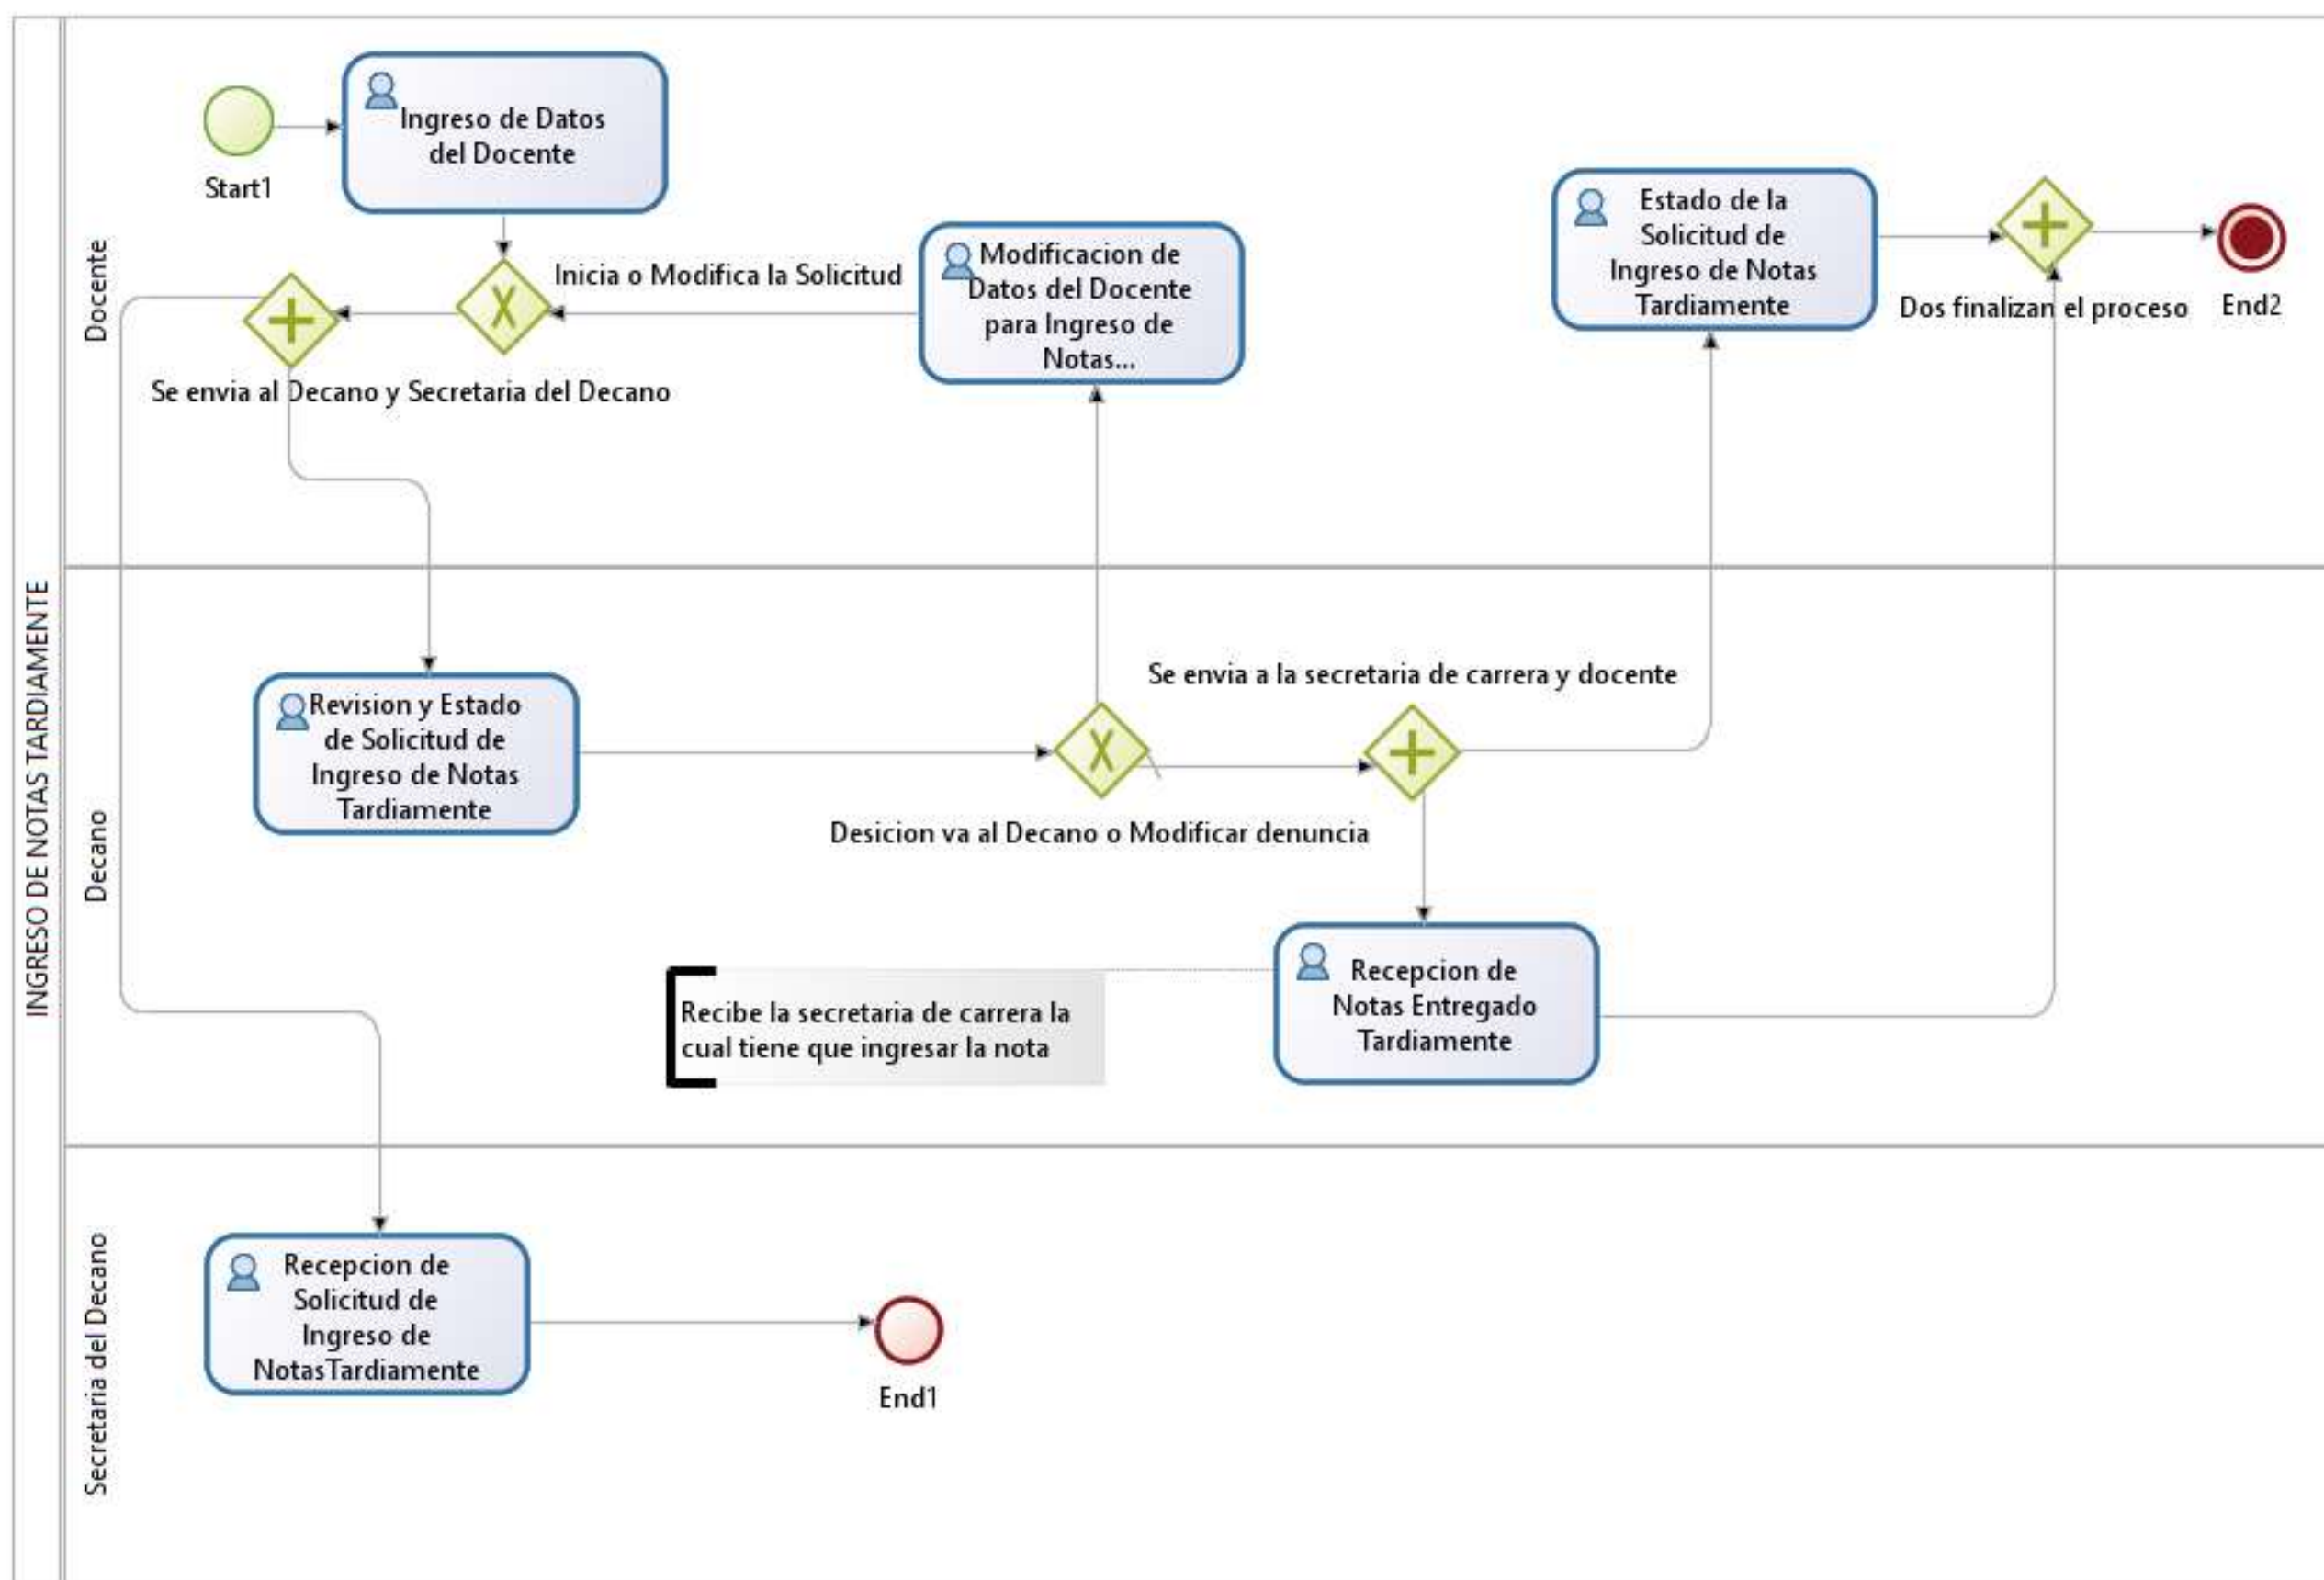 INGRESO DE NOTAS TARDIAMENTE
Docente
Start1
Ingreso de Datos
del Docente
Inicia o Modifica la Solicitud
Se envia al Decano y Secretaria del Decano
Modificacion de
Datos del Docente
para Ingreso de
Notas...
Estado de la
Solicitud de
Ingreso de Notas
Tardiamente
Dos finalizan el proceso
End2
Decano
Revision y Estado
de Solicitud de
Ingreso de Notas
Tardiamente
Se envia a la secretaria de carrera y docente
Desicion va al Decano o Modificar denuncia
Recibe la secretaria de carrera la
cual tiene que ingresar la nota
Recepcion de
Notas Entregado
Tardiamente
Secretaria del Decano
Recepcion de
Solicitud de
Ingreso de
NotasTardiamente
End1